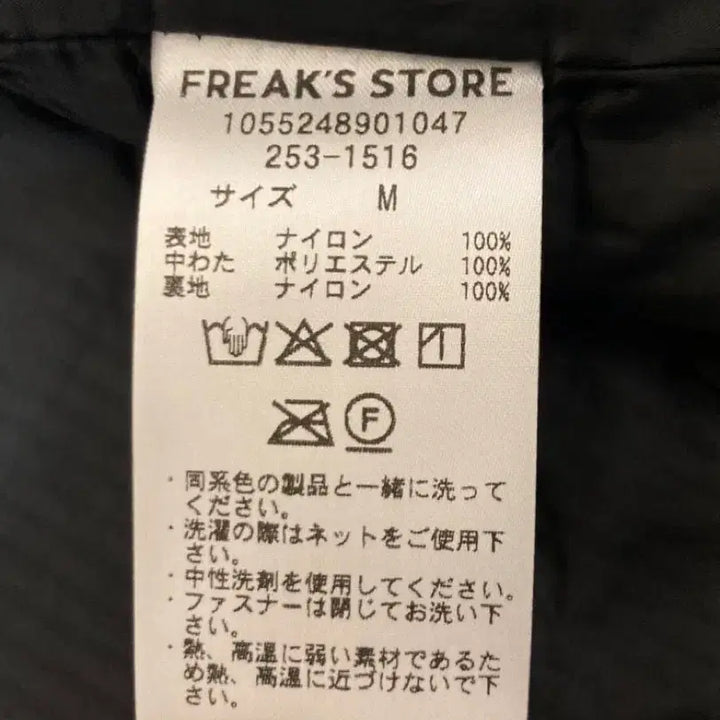 FREAK'S STORE
1055248901047
253-1516
サイズ M
表地 ナイロン 100%
中わた ポリエステル 100%
裏地 ナイロン 100%
F
・同系色の製品と一緒に洗って
ください。
・洗濯の際はネットをご使用下
さい。
・中性洗剤を使用してください。
・ファスナーは閉じてお洗い下
さい。
・熱、高温に弱い素材であるた
め熱、高温に近づけないで下
さい。